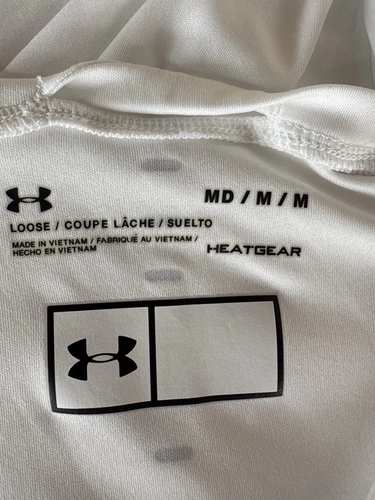 MD / M / M
LOOSE / COUPE LÂCHE / SUELTO
MADE IN VIETNAM / FABRIQUÉ AU VIETNAM /
HECHO EN VIETNAM
HEATGEAR